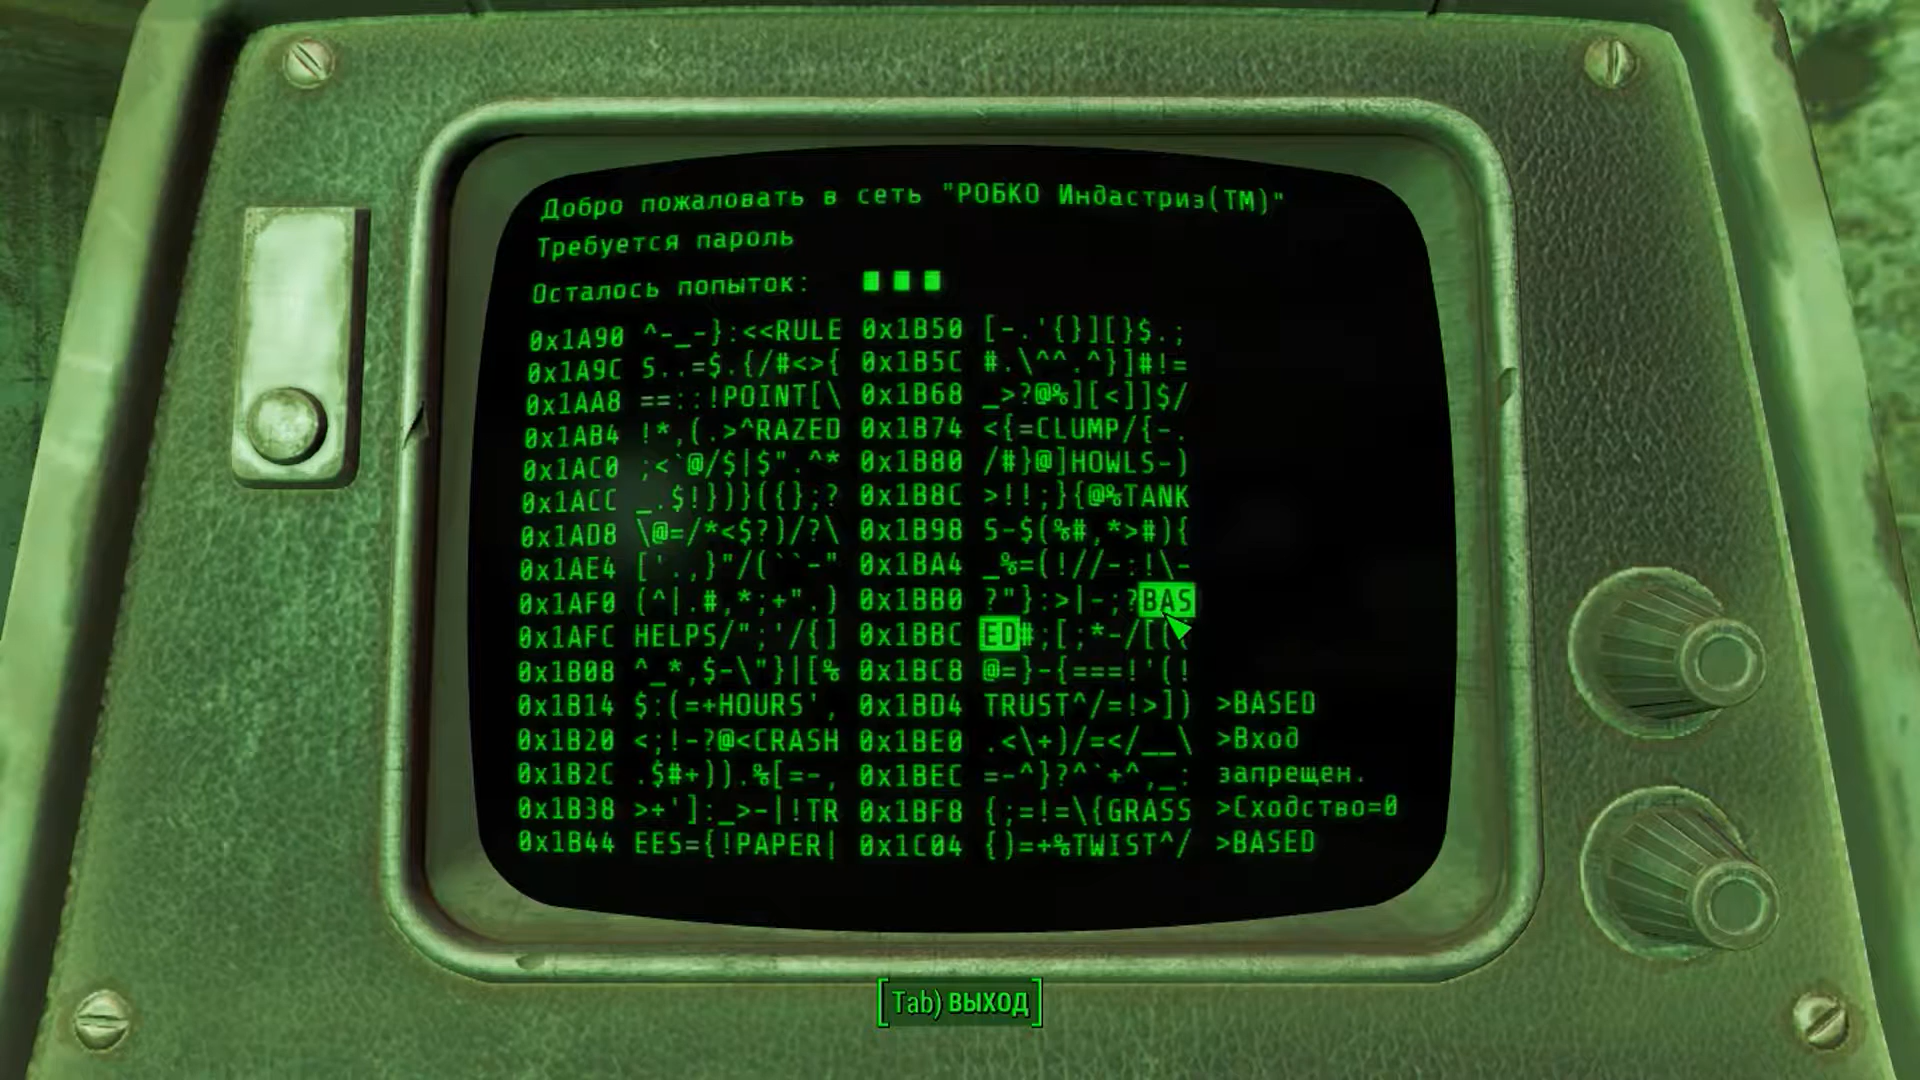 Добро пожаловать в сеть "РОБКО Индастриз(ТМ)"
Требуется пароль
Осталось попыток:
0x1A90 ^-_-}:<<RULE 0x1B50 [-.'{}][}$.;
0x1A9C S..=$.{/#<>{ 0x1B5C #.\^^.^}]#!=
0x1AA8 ==::!POINT[\ 0x1B68 _>?@%][<]]$/
0x1AB4 !*,(.>^RAZED 0x1B74 <{=CLUMP/{-.
0x1AC0 ;<`@/$|$".^* 0x1B80 /#}@]HOWLS-)
0x1ACC _.$!})}({};? 0x1B8C >!!;}{@%TANK
0x1AD8 \@=/*<$?)/?\ 0x1B98 S-$(%#,*>#){
0x1AE4 ['.,}"/(``-" 0x1BA4 _%=(!//-:!\-
0x1AF0 (^|.#,*;+".) 0x1BB0 ?"}:>|-;?BAS
0x1AFC HELPS/";'/{] 0x1BBC ED#;[;*-/[(\
0x1B08 ^_*,$-\"}|[% 0x1BC8 @=}-{===!'(!
0x1B14 $:(=+HOURS', 0x1BD4 TRUST^/=!>]) >BASED
0x1B20 <;!-?@<CRASH 0x1BE0 .<\+)/=</__\ >Вход
0x1B2C .$#+)).%[=-, 0x1BEC =-^}?^`+^,_: запрещен.
0x1B38 >+']:_>-|!TR 0x1BF8 {;=!=\{GRASS >Сходство=0
0x1B44 EES={!PAPER| 0x1C04 {)=+%TWIST^/ >BASED
[Tab) ВЫХОД]